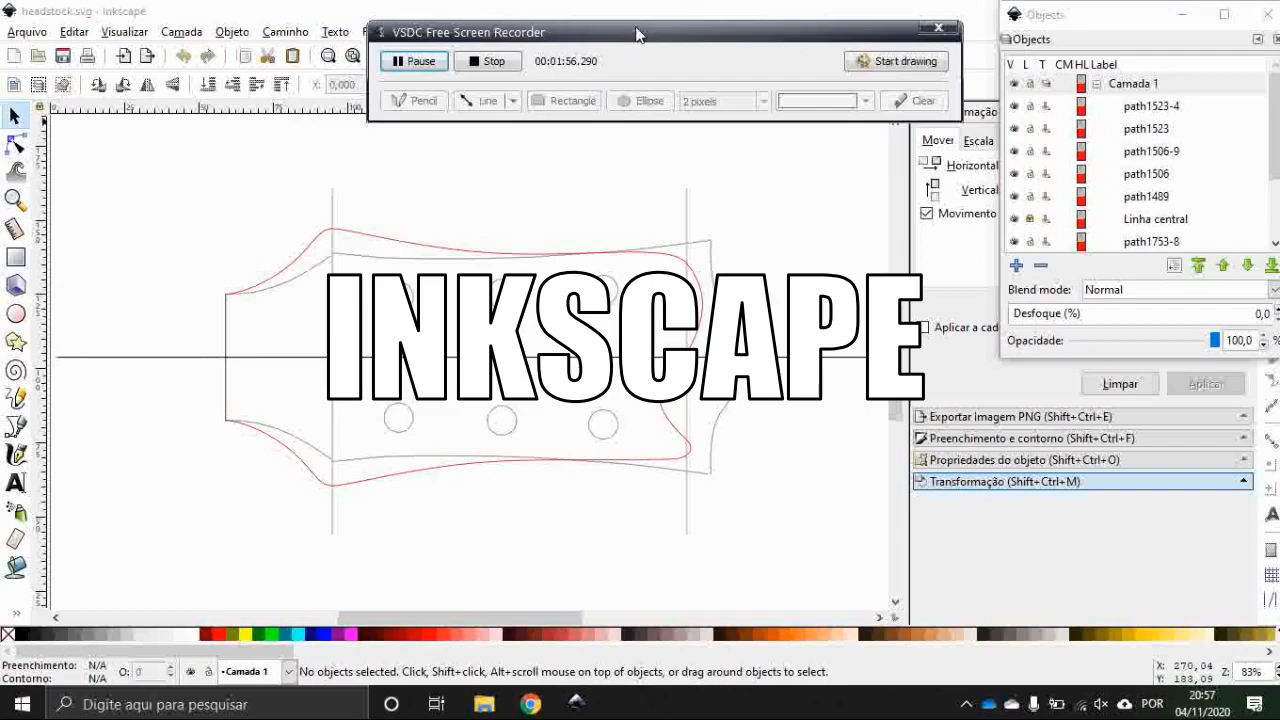 headstock.svg - Inkscape
Arquivo Editar Visualizar Camada Objeto Caminho Texto
VSDC Free Screen Recorder
Pause Stop 00:01:56.290 Start drawing
Pencil Line Rectangle Ellipse 2 pixels Clear
X: 0,000
Objects
Objects
V L T CM HL Label
Camada 1
path1523-4
path1523
path1506-9
path1506
path1489
Linha central
path1753-8
Blend mode: Normal
Desfoque (%) 0,0
Opacidade: 100,0 %
mação
Mover Escala
Horizontal
Vertical
Movimento
Aplicar a cad
Limpar Aplicar
Exportar Imagem PNG (Shift+Ctrl+E)
Preenchimento e contorno (Shift+Ctrl+F)
Propriedades do objeto (Shift+Ctrl+O)
Transformação (Shift+Ctrl+M)
INKSCAPE
Preenchimento: N/A
Contorno: N/A
O: 0
Camada 1
No objects selected. Click, Shift+click, Alt+scroll mouse on top of objects, or drag around objects to select.
X: 270,04
Y: 188,09
Z: 83%
Digite aqui para pesquisar
POR
20:57
04/11/2020